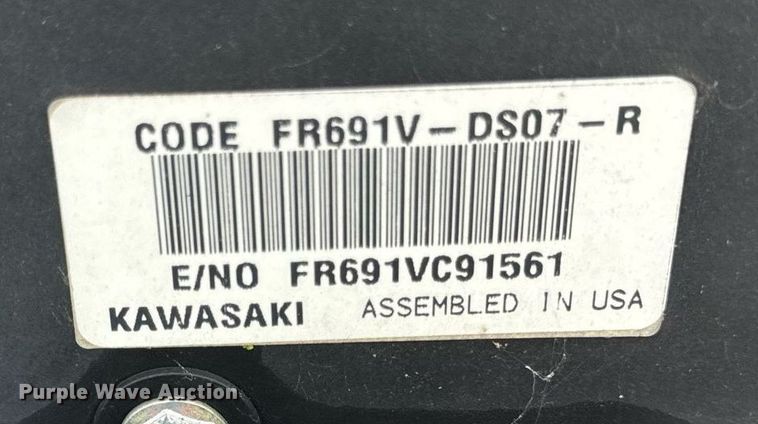 CODE FR691V-DS07-R
E/NO FR691VC91561
KAWASAKI ASSEMBLED IN USA
Purple Wave Auction